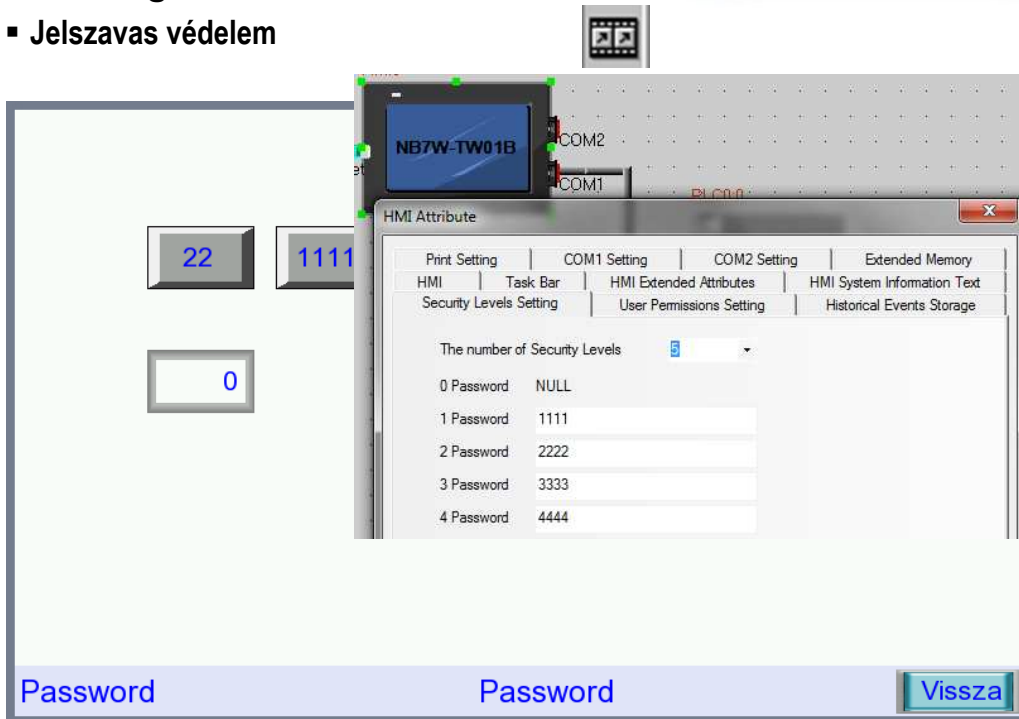 ▪ Jelszavas védelem
NB7W-TW01B
COM2
COM1
PLC0:0
HMI Attribute
Print Setting COM1 Setting COM2 Setting Extended Memory
HMI Task Bar HMI Extended Attributes HMI System Information Text
Security Levels Setting User Permissions Setting Historical Events Storage
22 1111
The number of Security Levels 5
0 Password NULL
0
1 Password 1111
2 Password 2222
3 Password 3333
4 Password 4444
Password Password Vissza